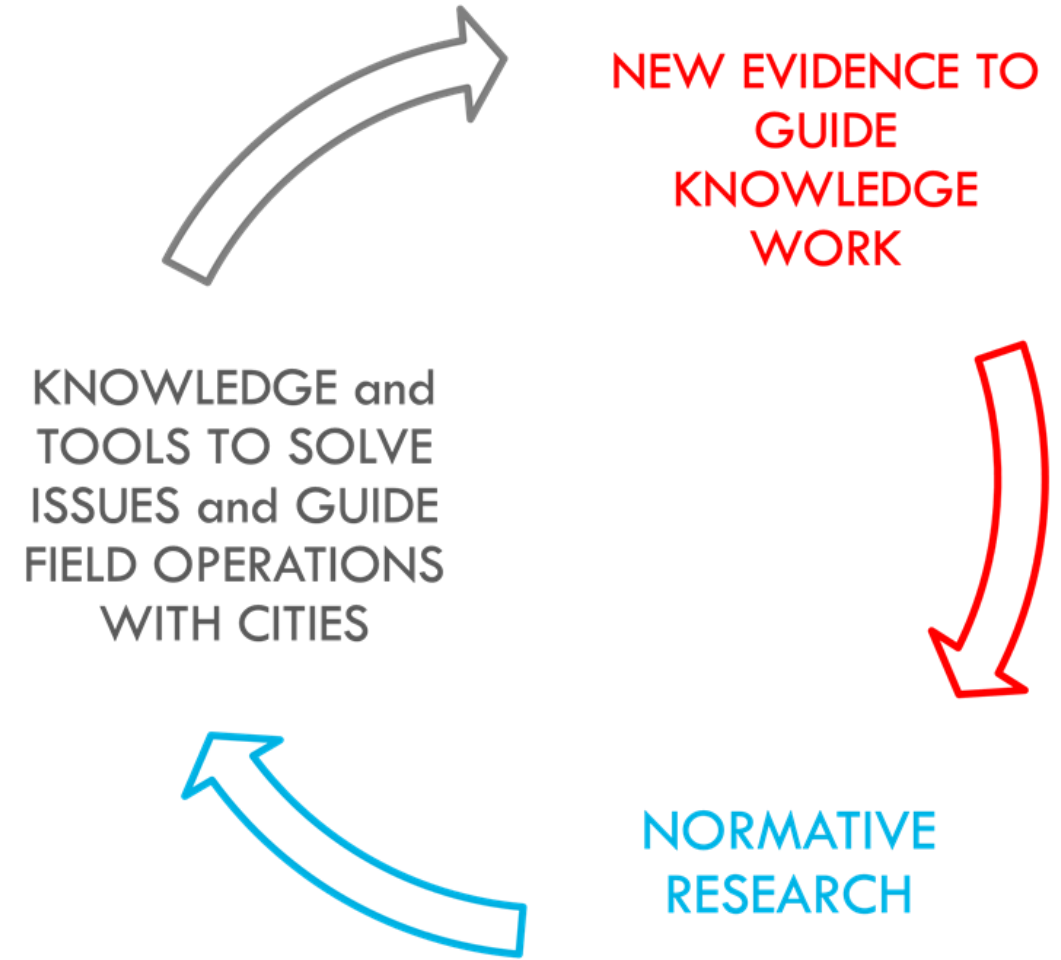 NEW EVIDENCE TO
GUIDE
KNOWLEDGE
WORK
KNOWLEDGE and
TOOLS TO SOLVE
ISSUES and GUIDE
FIELD OPERATIONS
WITH CITIES
NORMATIVE
RESEARCH